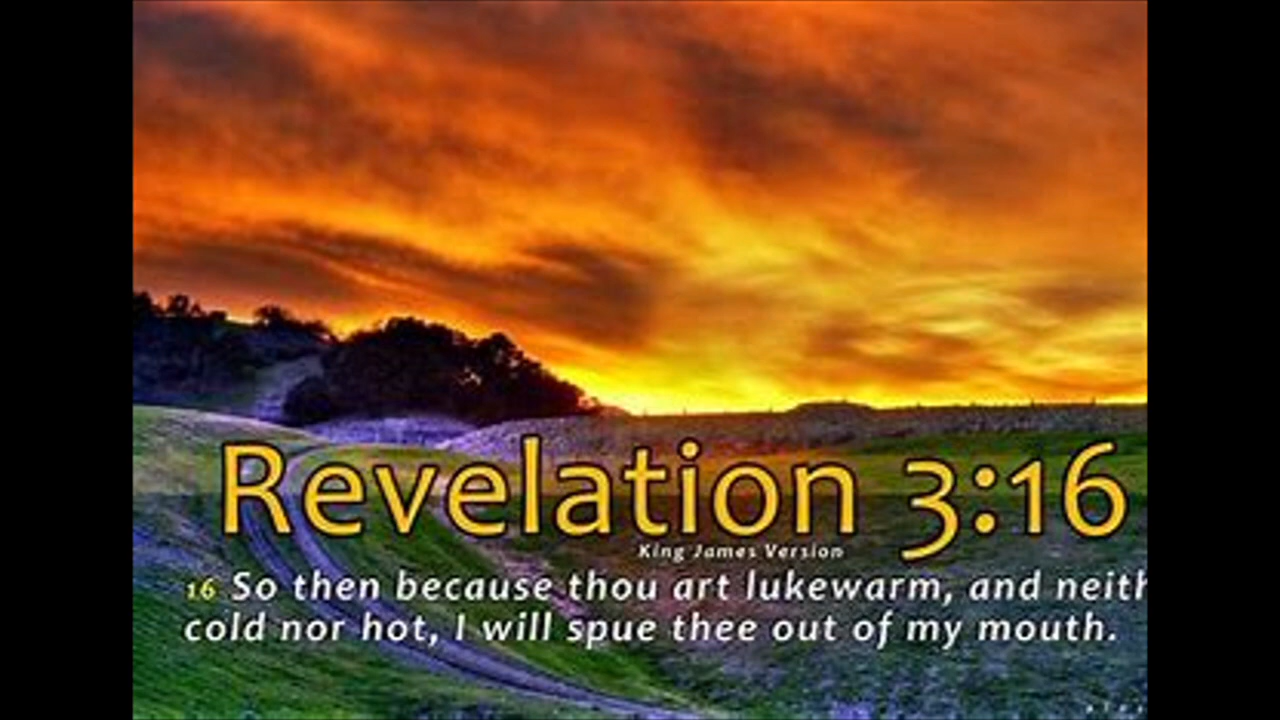 Revelation 3:16
King James Version
16 So then because thou art lukewarm, and neith
cold nor hot, I will spue thee out of my mouth.